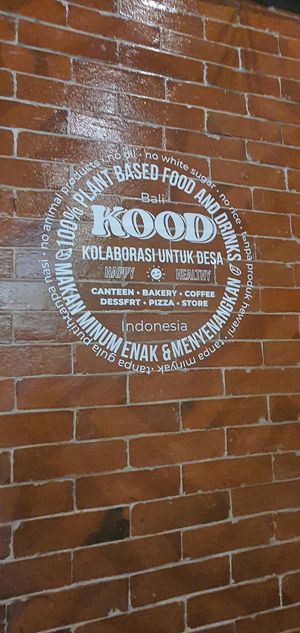 no animal products • no oil • no white sugar • no rice •
100% PLANT BASED FOOD AND DRINKS
Bali
KOOD
KOLABORASI UNTUK DESA
HAPPY HEALTHY
CANTEEN • BAKERY • COFFEE
DESSERT • PIZZA • STORE
Indonesia
MAKAN MINUM ENAK & MENYENANGKAN
tanpa produk hewani • tanpa minyak • tanpa gula putih • tanpa nasi •